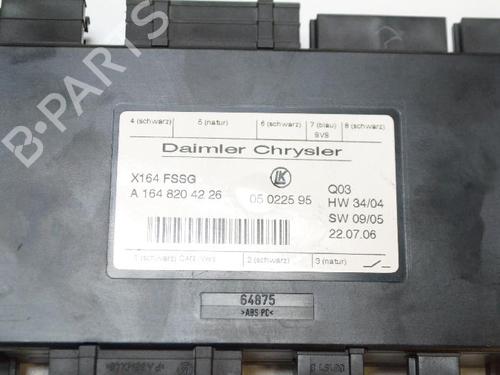 B-PARTS
4 (schwarz) 5 (natur) 6 (schwarz) 7 (blau) 8 (schwarz)
SVS
Daimler Chrysler
X164 FSSG
LK
Q03
A 164 820 42 26 05 0225 95 HW 34/04
SW 09/05
22.07.06
1 (schwarz) 2 (schwarz) 3 (natur)
64875
>ABS PC<